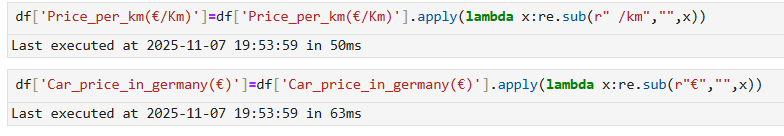 df['Price_per_km(€/Km)']=df['Price_per_km(€/Km)'].apply(lambda x:re.sub(r" /km","",x))
Last executed at 2025-11-07 19:53:59 in 50ms
df['Car_price_in_germany(€)']=df['Car_price_in_germany(€)'].apply(lambda x:re.sub(r"€","",x))
Last executed at 2025-11-07 19:53:59 in 63ms